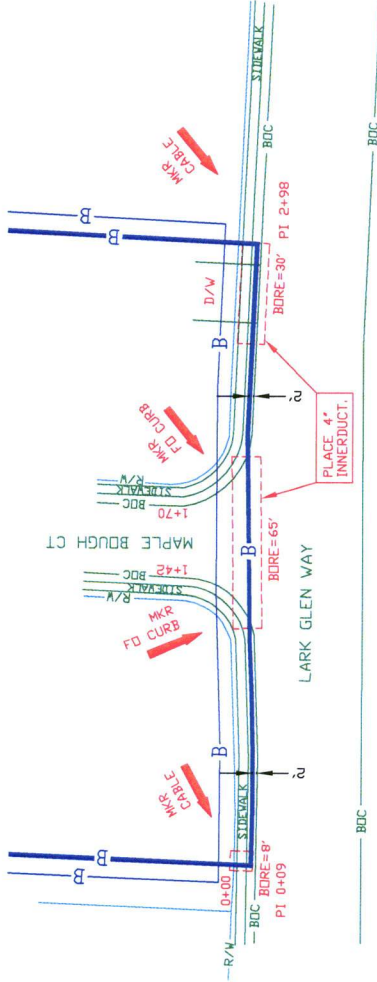 SIDEWALK
BOC
BOC
MKR
CABLE
PI 2+98
B
B
D/W
BORE=30'
B
2'
MKR
FD CURB
PLACE 4"
INNERDUCT.
R/W
SIDEWALK
BOC
1+70
MAPLE BOUGH CT
B
BORE=65'
LARK GLEN WAY
1+42
BOC
SIDEWALK
R/W
MKR
FD CURB
B
2'
MKR
CABLE
SIDEWALK
BOC
B
B
0+00
BORE=8'
PI 0+09
BOC
R/W